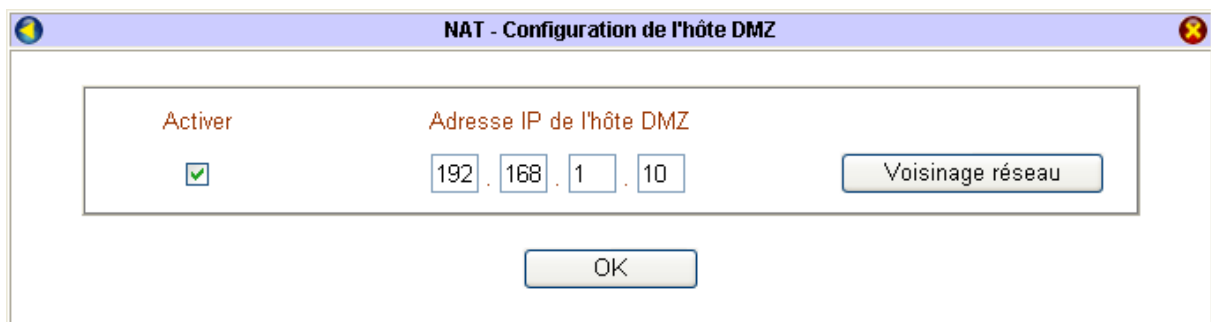 NAT - Configuration de l'hôte DMZ
Activer Adresse IP de l'hôte DMZ
192 . 168 . 1 . 10 Voisinage réseau
OK